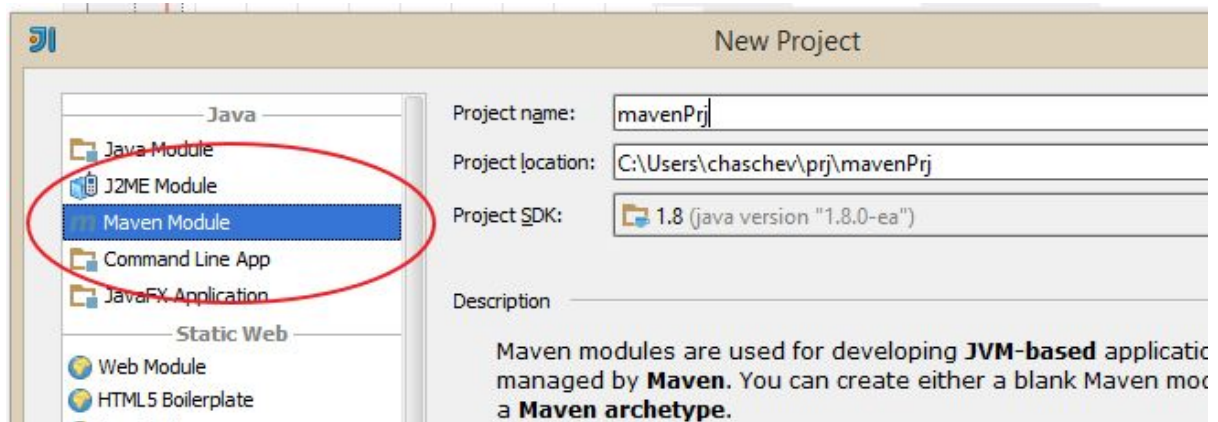 New Project
Java
Java Module
J2ME Module
Maven Module
Command Line App
JavaFX Application
Static Web
Web Module
HTML5 Boilerplate
Project name: mavenPrj
Project location: C:\Users\chaschev\prj\mavenPrj
Project SDK: 1.8 (java version "1.8.0-ea")
Description
Maven modules are used for developing JVM-based
managed by Maven. You can create either a blank Maven
a Maven archetype.